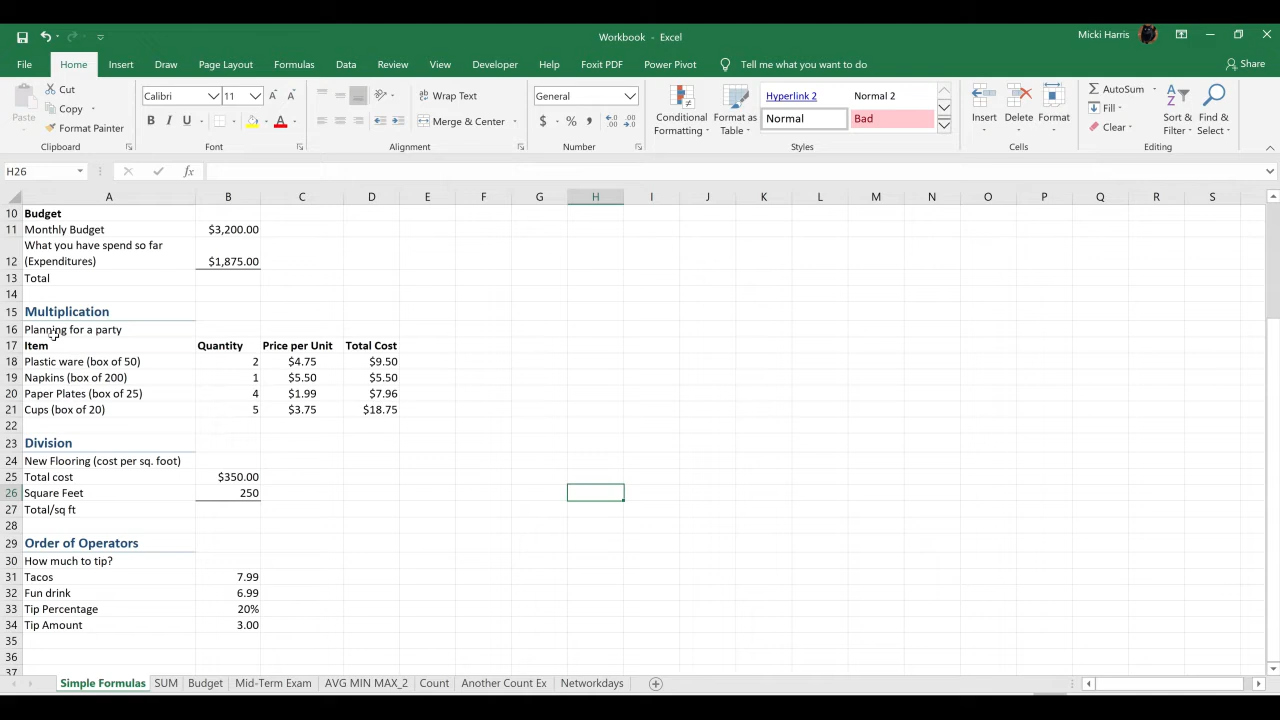 Workbook - Excel
Micki Harris
File Home Insert Draw Page Layout Formulas Data Review View Developer Help Foxit PDF Power Pivot Tell me what you want to do Share
Paste
Cut
Copy
Format Painter
Clipboard
Calibri 11 A A
B I U A
Font
Wrap Text
Merge & Center
Alignment
General
$ % , .0 .00 .00 .0
Number
Conditional Formatting
Format as Table
Hyperlink 2 Normal 2
Normal Bad
Styles
Insert Delete Format
Cells
AutoSum
Fill
Clear
Sort & Filter
Find & Select
Editing
H26 fx
A B C D E F G H I J K L M N O P Q R S
10 Budget
11 Monthly Budget $3,200.00
What you have spend so far
12 (Expenditures) $1,875.00
13 Total
14
15 Multiplication
16 Planning for a party
17 Item Quantity Price per Unit Total Cost
18 Plastic ware (box of 50) 2 $4.75 $9.50
19 Napkins (box of 200) 1 $5.50 $5.50
20 Paper Plates (box of 25) 4 $1.99 $7.96
21 Cups (box of 20) 5 $3.75 $18.75
22
23 Division
24 New Flooring (cost per sq. foot)
25 Total cost $350.00
26 Square Feet 250
27 Total/sq ft
28
29 Order of Operators
30 How much to tip?
31 Tacos 7.99
32 Fun drink 6.99
33 Tip Percentage 20%
34 Tip Amount 3.00
35
36
37
Simple Formulas SUM Budget Mid-Term Exam AVG MIN MAX_2 Count Another Count Ex Networkdays